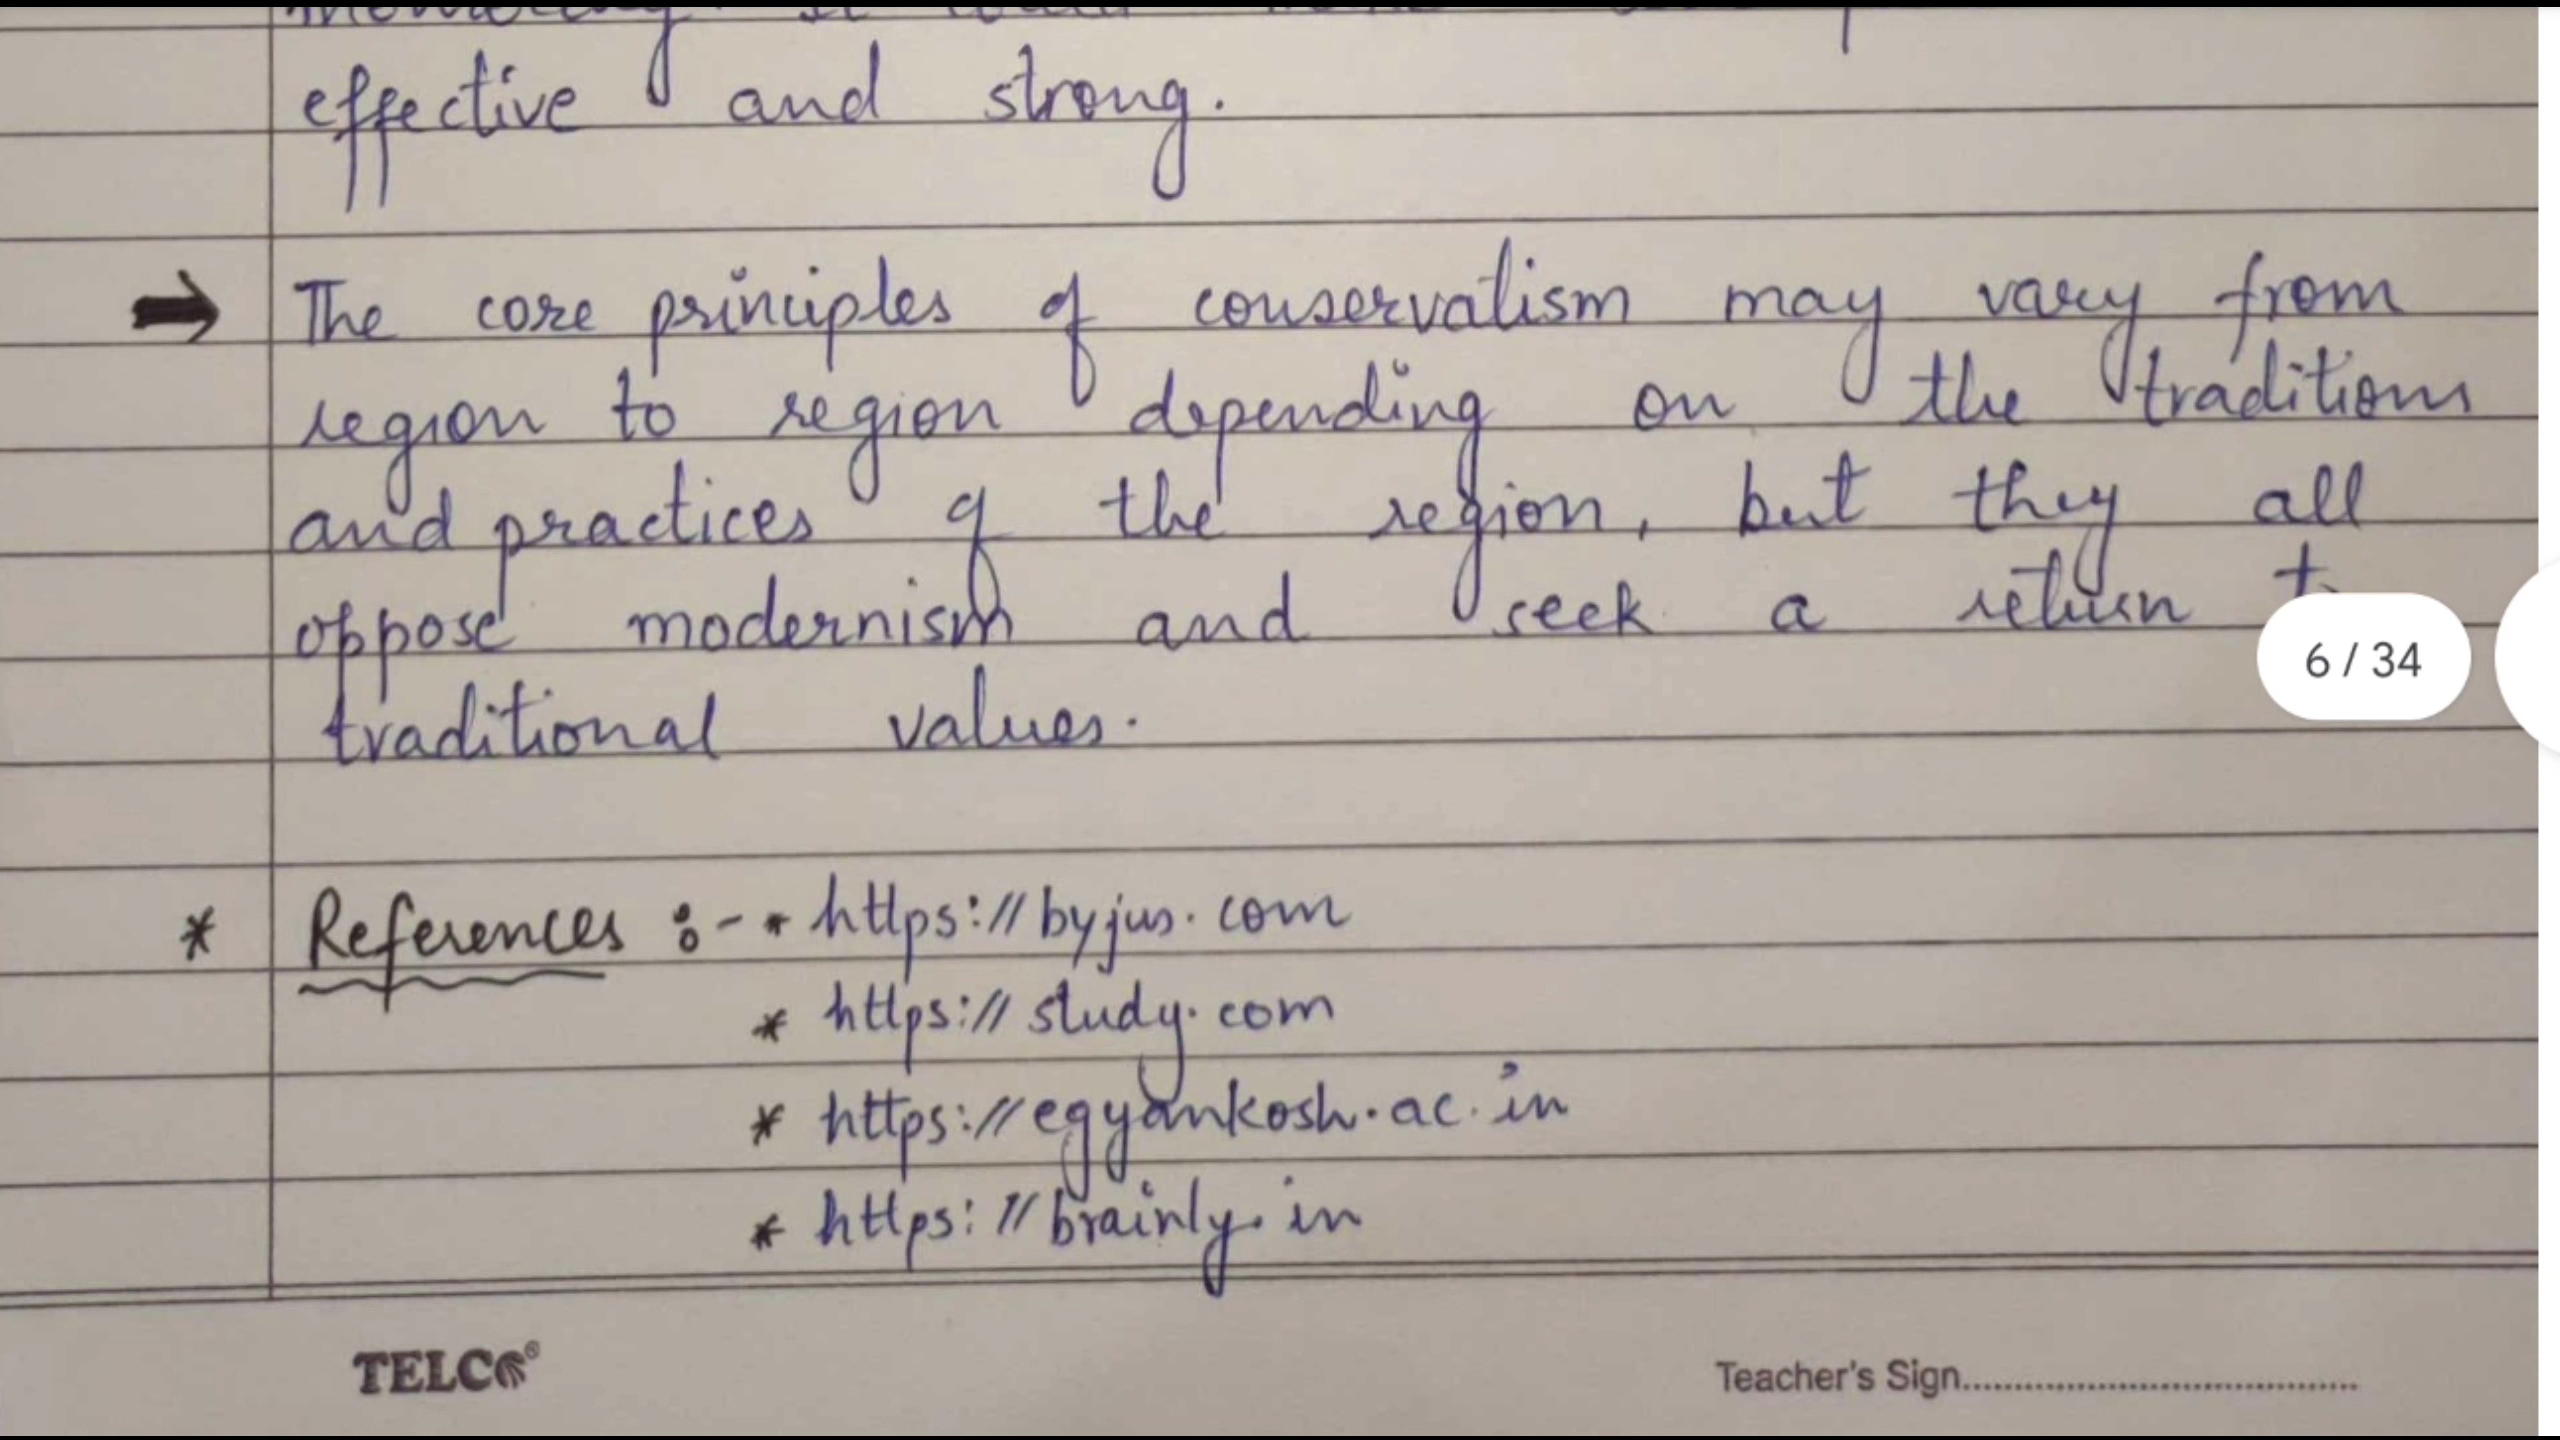 effective and strong.
➡ The core principles of conservatism may vary from
region to region depending on the traditions
and practices of the region, but they all
oppose modernism and seek a return
traditional values.
* References :- * https://byjus.com
* https://study.com
* https://egyankosh.ac.in
* https://brainly.in
6 / 34
TELCO®
Teacher's Sign..........................................